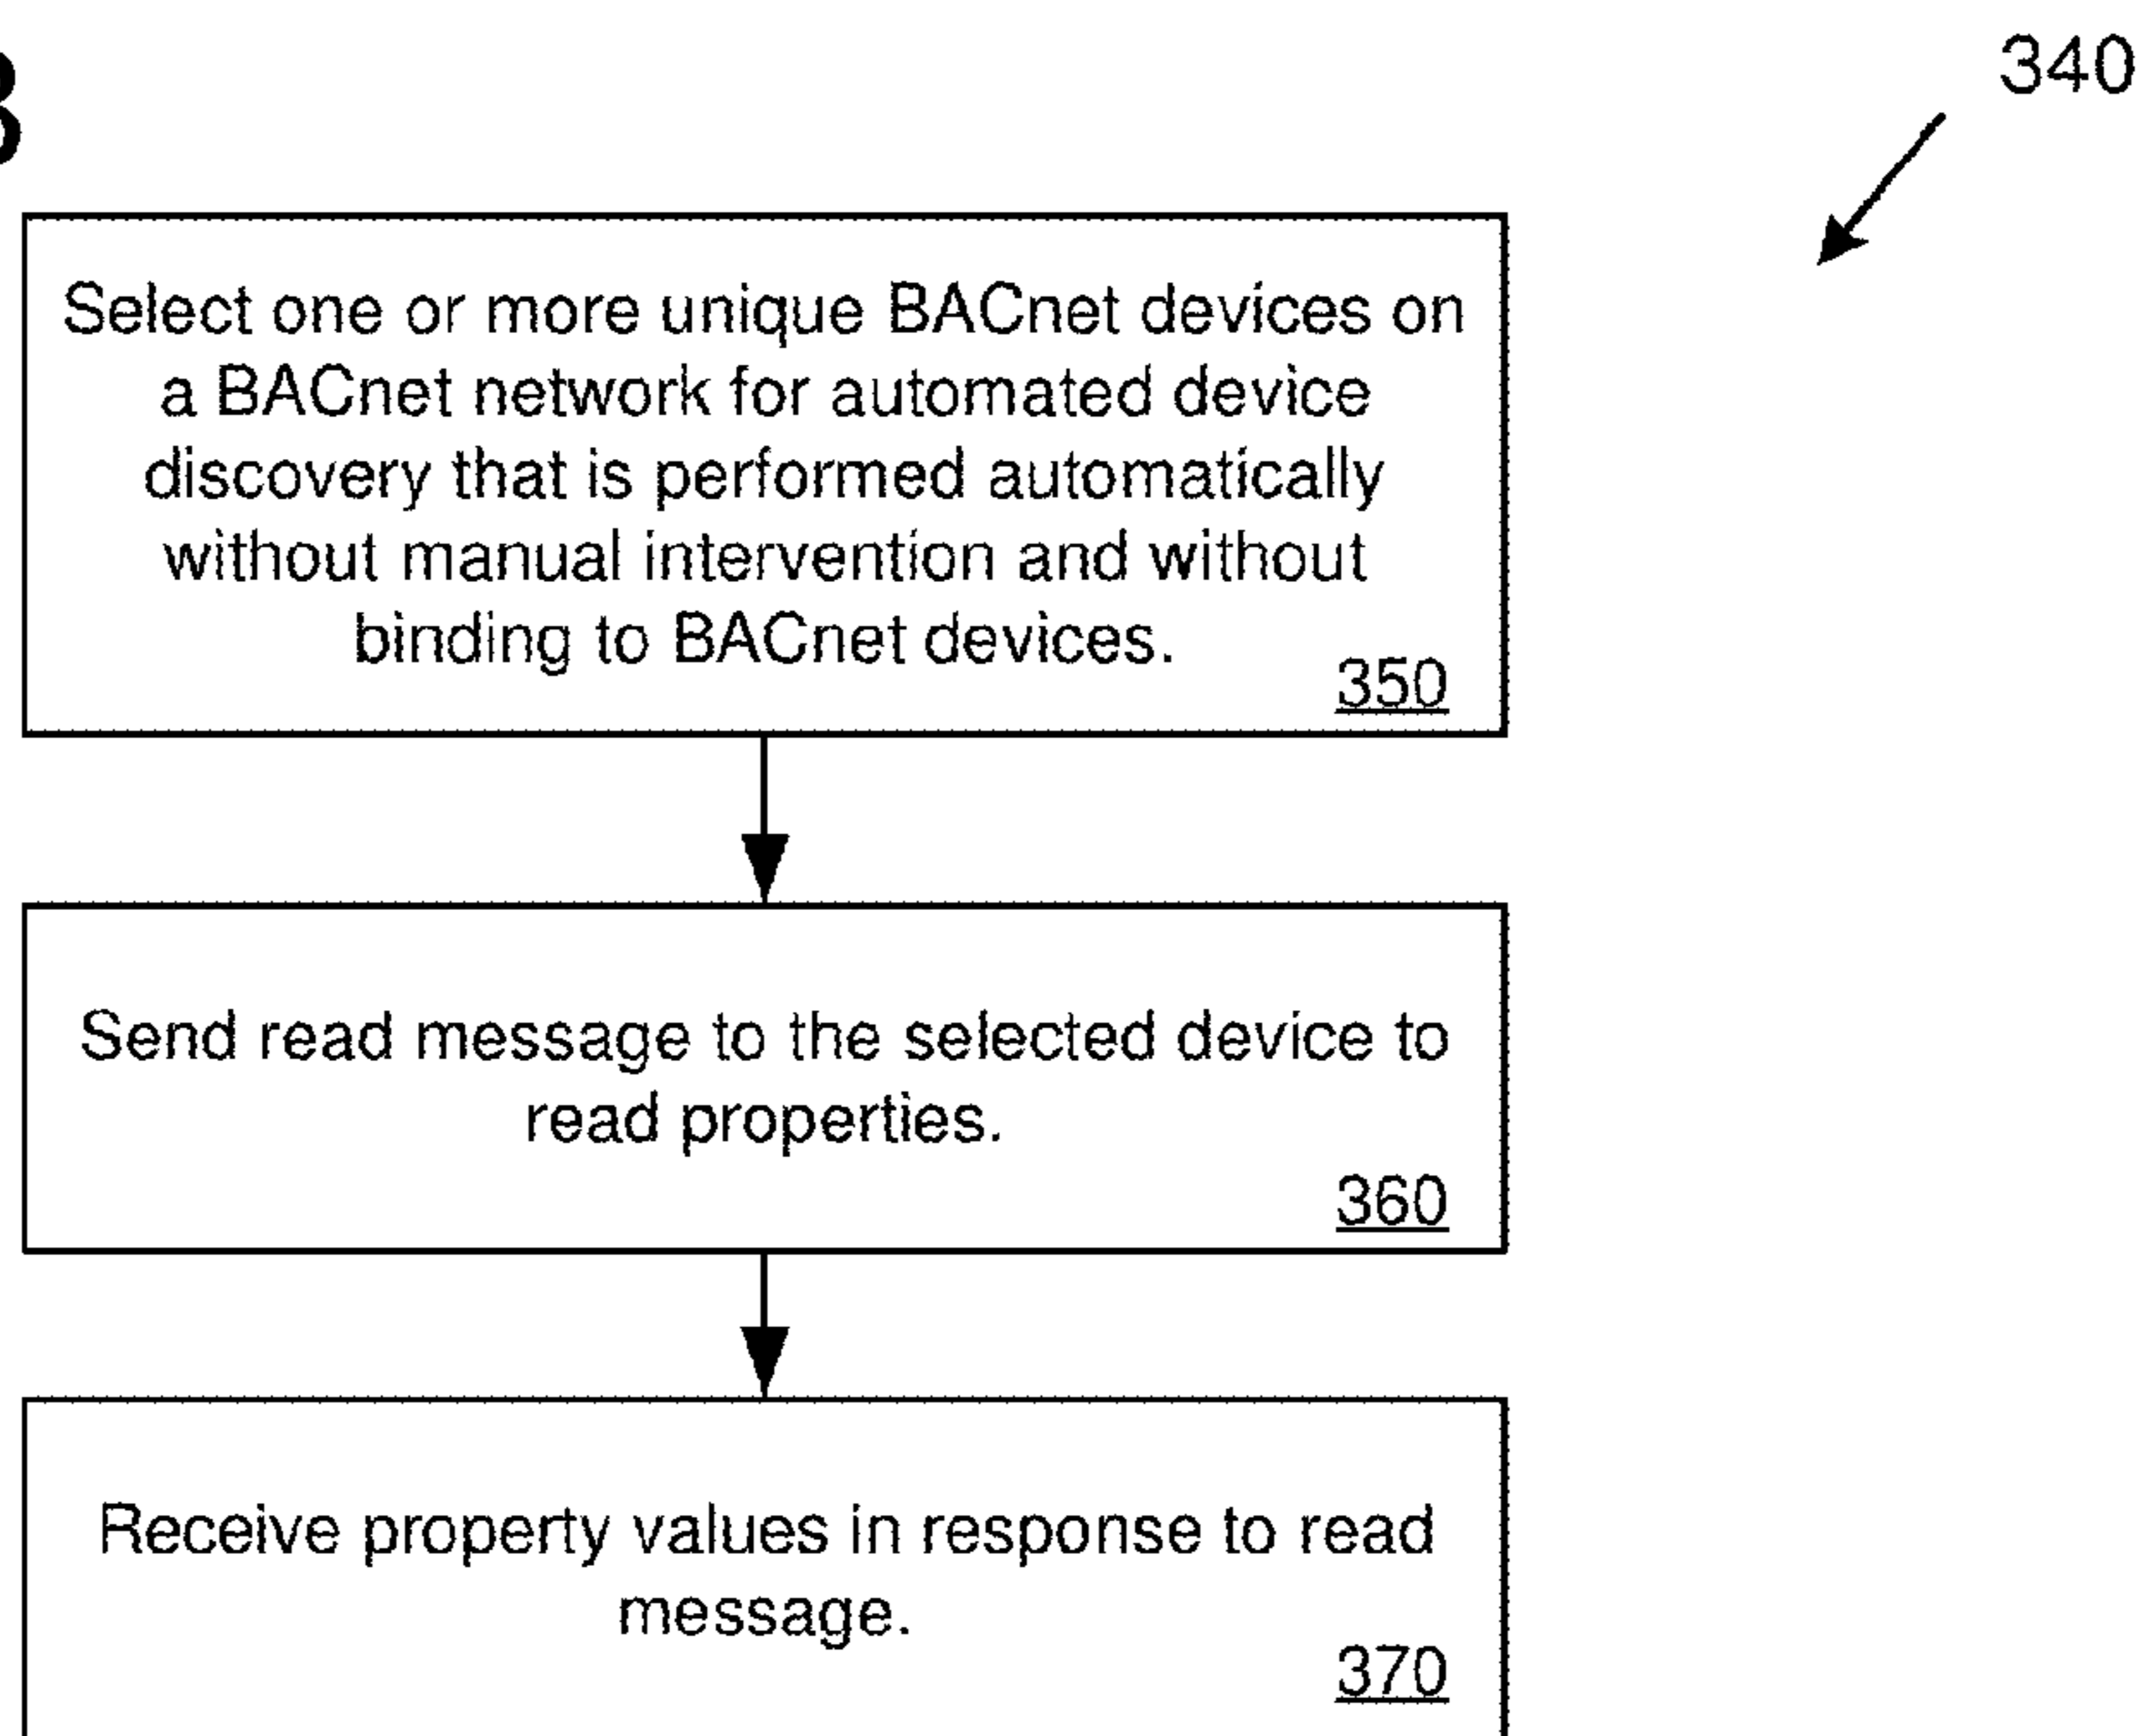 340
Select one or more unique BACnet devices on
a BACnet network for automated device
discovery that is performed automatically
without manual intervention and without
binding to BACnet devices.
350
Send read message to the selected device to
read properties.
360
Receive property values in response to read
message.
370